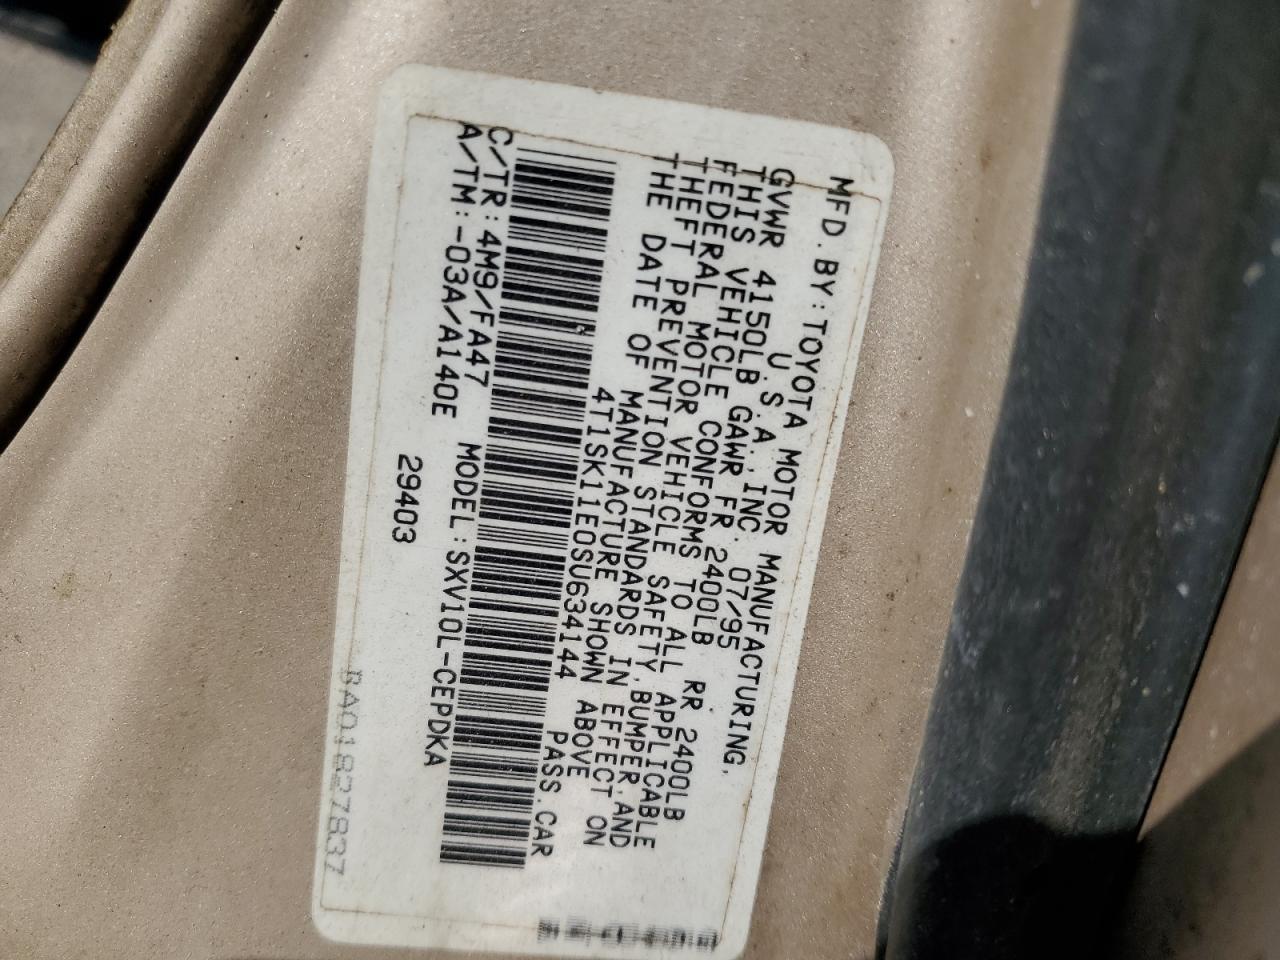 MFD.BY:TOYOTA MOTOR MANUFACTURING,
U.S.A.,INC. 07/95
GVWR 4150LB GAWR FR 2400LB RR 2400LB
THIS VEHICLE CONFORMS TO ALL APPLICABLE
FEDERAL MOTOR VEHICLE SAFETY,BUMPER,AND
THEFT PREVENTION STANDARDS IN EFFECT ON
THE DATE OF MANUFACTURE SHOWN ABOVE
4T1SK11E0SU634144 PASS.CAR
C/TR:4M9/FA47 MODEL:SXV10L-CEPDKA
A/TM:-03A/A140E
29403
BA01827837